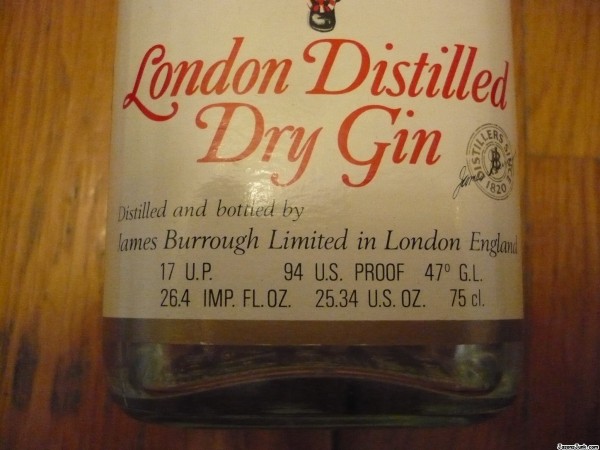 London Distilled
Dry Gin
DISTILLERS SINCE
1820
Distilled and bottled by
James Burrough Limited in London England
17 U.P. 94 U.S. PROOF 47° G.L.
26.4 IMP. FL.OZ. 25.34 U.S. OZ. 75 cl.